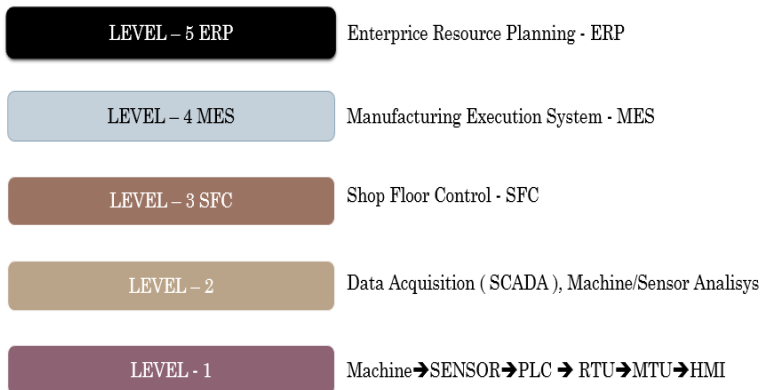 LEVEL – 5 ERP Enterprice Resource Planning - ERP
LEVEL – 4 MES Manufacturing Execution System - MES
LEVEL – 3 SFC Shop Floor Control - SFC
LEVEL – 2 Data Acquisition ( SCADA ), Machine/Sensor Analisys
LEVEL - 1 Machine➔SENSOR➔PLC ➔ RTU➔MTU➔HMI